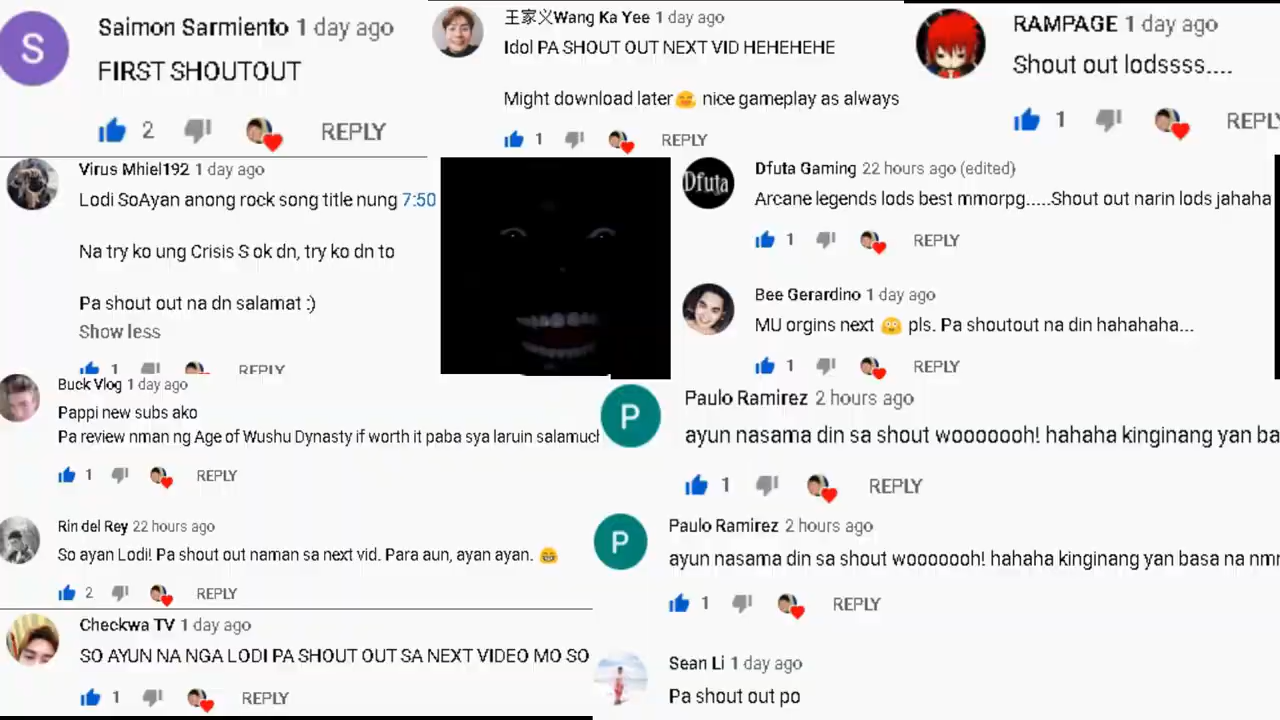 S
Saimon Sarmiento 1 day ago
FIRST SHOUTOUT
2
REPLY
王家义Wang Ka Yee 1 day ago
Idol PA SHOUT OUT NEXT VID HEHEHEHE
Might download later😊 nice gameplay as always
1
REPLY
RAMPAGE 1 day ago
Shout out lodssss....
1
REPLY
Virus Mhiel192 1 day ago
Lodi SoAyan anong rock song title nung 7:50
Na try ko ung Crisis S ok dn, try ko dn to
Pa shout out na dn salamat :)
Show less
1
REPLY
Dfuta
Dfuta Gaming 22 hours ago (edited)
Arcane legends lods best mmorpg.....Shout out narin lods jahaha
1
REPLY
Bee Gerardino 1 day ago
MU orgins next 😳 pls. Pa shoutout na din hahahaha...
1
REPLY
Buck Vlog 1 day ago
Pappi new subs ako
Pa review nman ng Age of Wushu Dynasty if worth it paba sya laruin salamuch
1
REPLY
P
Paulo Ramirez 2 hours ago
ayun nasama din sa shout wooooooh! hahaha kinginang yan ba
1
REPLY
Rin del Rey 22 hours ago
So ayan Lodi! Pa shout out naman sa next vid. Para aun, ayan ayan. 😁
2
REPLY
P
Paulo Ramirez 2 hours ago
ayun nasama din sa shout wooooooh! hahaha kinginang yan basa na nm
1
REPLY
Checkwa TV 1 day ago
SO AYUN NA NGA LODI PA SHOUT OUT SA NEXT VIDEO MO SO
1
REPLY
Sean Li 1 day ago
Pa shout out po